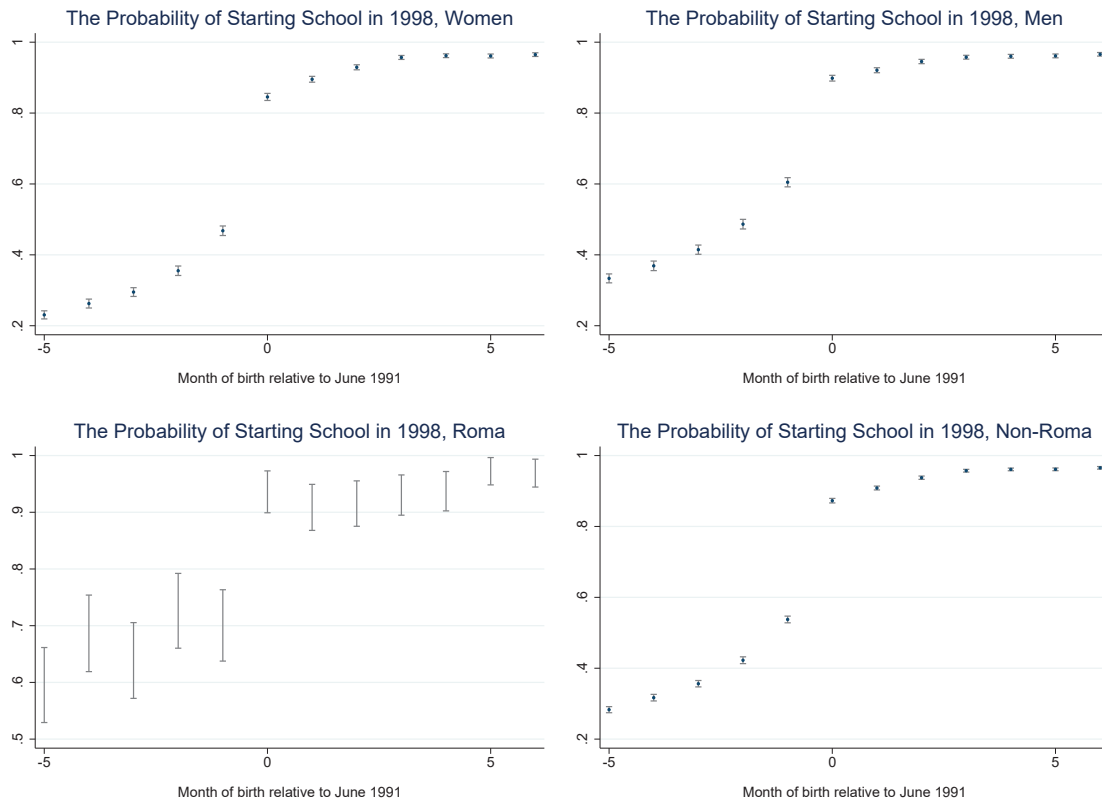 The Probability of Starting School in 1998, Women
1
.8
.6
.4
.2
-5 0 5
Month of birth relative to June 1991
The Probability of Starting School in 1998, Men
1
.8
.6
.4
.2
-5 0 5
Month of birth relative to June 1991
The Probability of Starting School in 1998, Roma
1
.9
.8
.7
.6
.5
-5 0 5
Month of birth relative to June 1991
The Probability of Starting School in 1998, Non-Roma
1
.8
.6
.4
.2
-5 0 5
Month of birth relative to June 1991